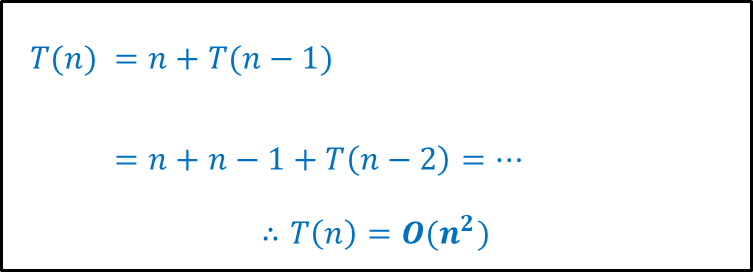 T(n) = n + T(n − 1)
= n + n − 1 + T(n − 2) = ⋯
∴ T(n) = O(n²)